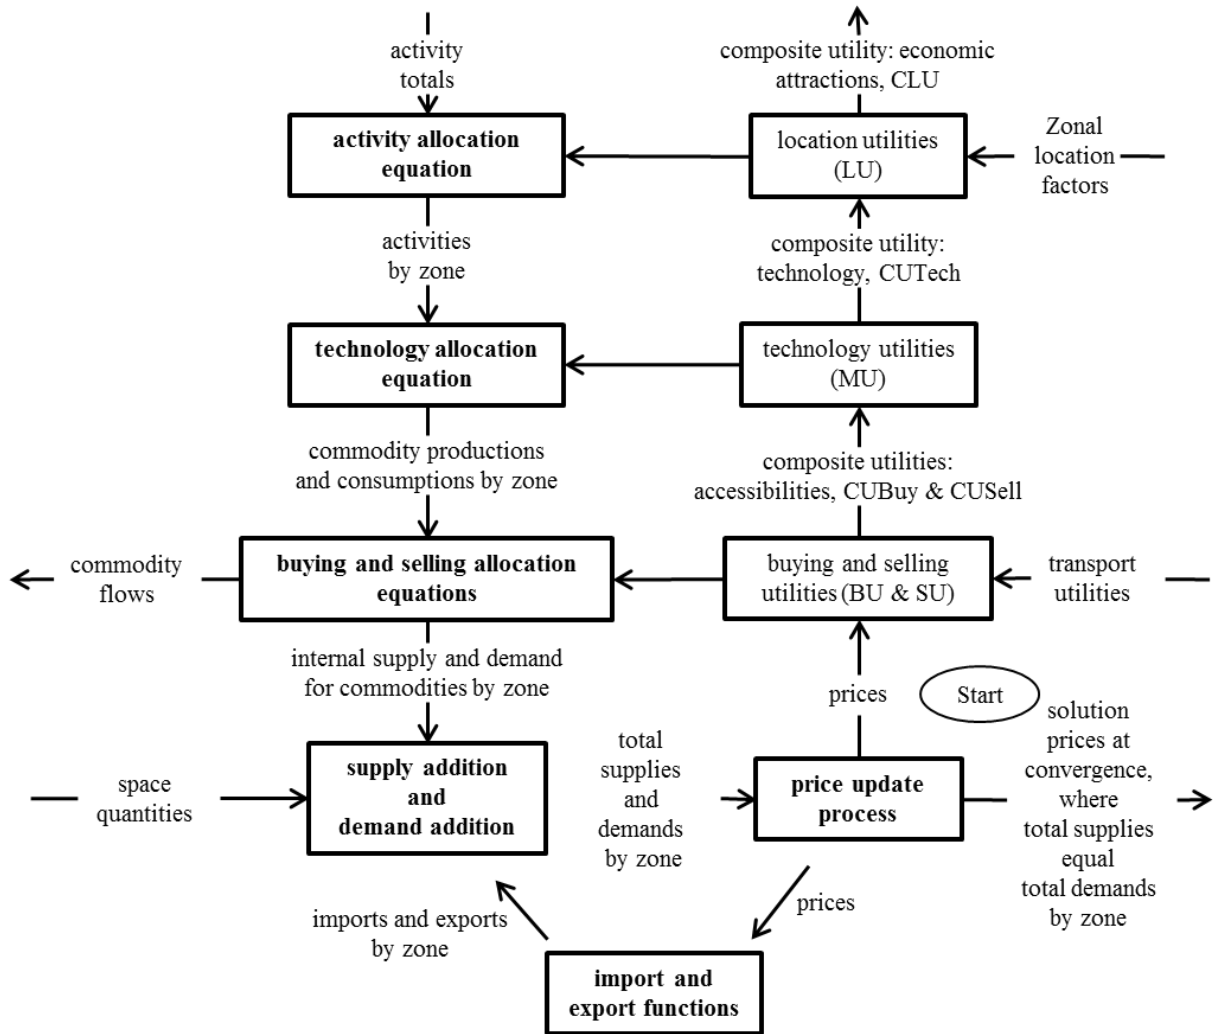 activity
totals
composite utility: economic
attractions, CLU
activity allocation
equation
location utilities
(LU)
Zonal
location
factors
activities
by zone
composite utility:
technology, CUTech
technology allocation
equation
technology utilities
(MU)
commodity productions
and consumptions by zone
composite utilities:
accessibilities, CUBuy & CUSell
commodity
flows
buying and selling allocation
equations
buying and selling
utilities (BU & SU)
transport
utilities
internal supply and demand
for commodities by zone
prices
Start
space
quantities
supply addition
and
demand addition
total
supplies
and
demands
by zone
price update
process
solution
prices at
convergence,
where
total supplies
equal
total demands
by zone
imports and exports
by zone
prices
import and
export functions